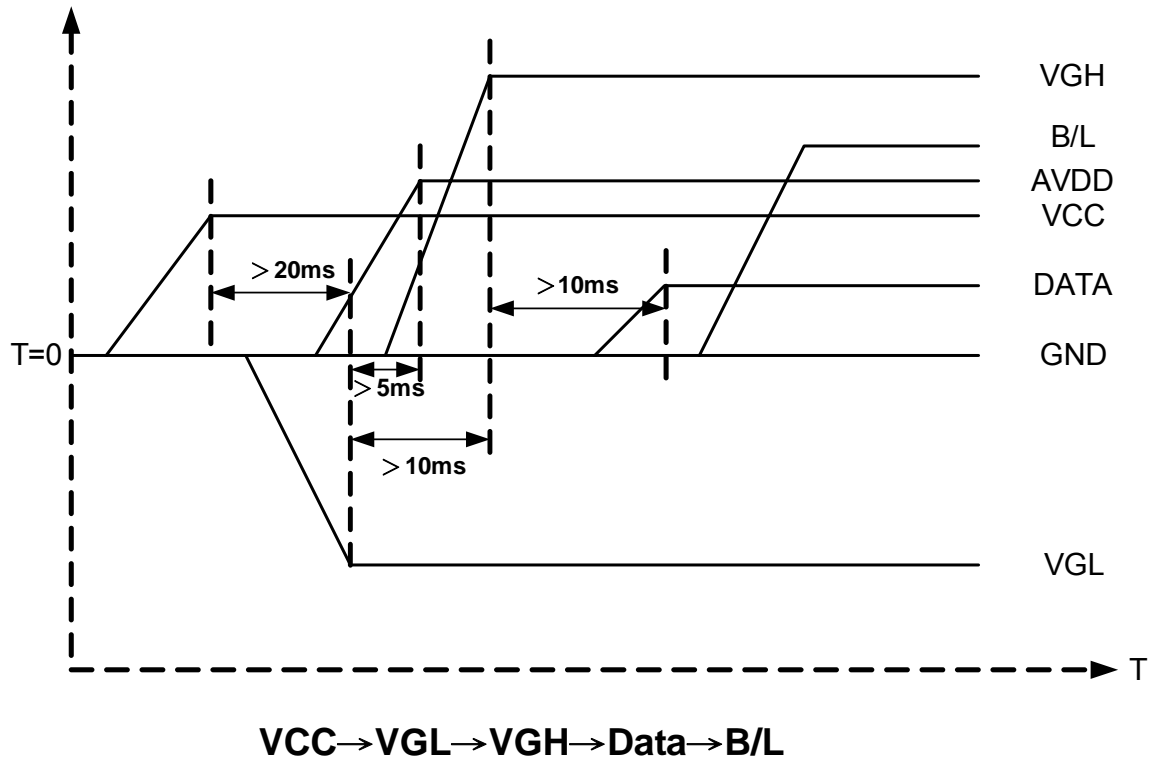 VGH
B/L
AVDD
VCC
＞20ms
＞10ms
DATA
T=0
GND
＞5ms
＞10ms
VGL
T
VCC→VGL→VGH→Data→B/L